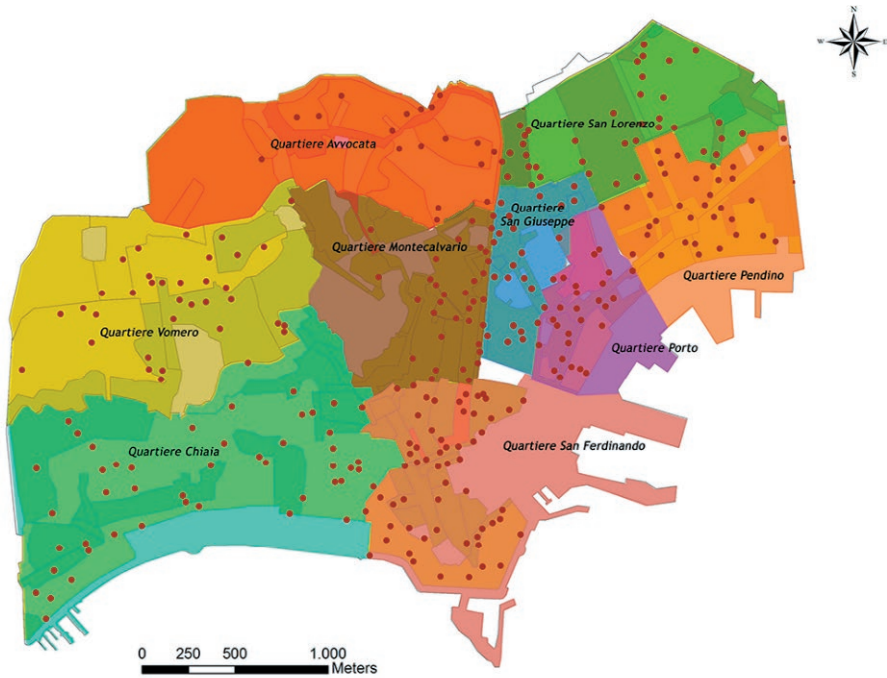 N
W E
S
Quartiere San Lorenzo
Quartiere Avvocata
Quartiere
San Giuseppe
Quartiere Montecalvario
Quartiere Pendino
Quartiere Vomero
Quartiere Porto
Quartiere Chiaia
Quartiere San Ferdinando
0 250 500 1.000
Meters